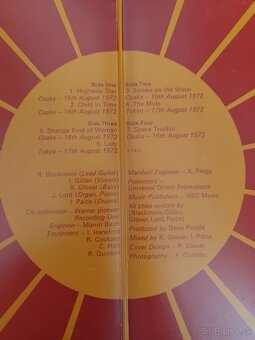 Side One
1. Highway Star
Osaka – 16th August 1972
2. Child in Time
Osaka – 16th August 1972
Side Two
3. Smoke on the Water
Osaka – 15th August 1972
4. The Mule
Tokyo – 17th August 1972
Side Three
5. Strange Kind of Woman
Osaka – 16th August 1972
6. Lazy
Tokyo – 17th August 1972
Side Four
7. Space Truckin'
Osaka – 16th August 1972
R. Blackmore (Lead Guitar)
I. Gillan (Vocals)
R. Glover (Bass)
J. Lord (Organ, Piano)
I. Paice (Drums)
Co-ordination – Warner pioneer
Recording Unit
Engineer – Martin Birch
Equipment – I. Hansford
R. Cooksey
C. Hart
R. Quinton
Marshall Engineer – K. Flegg
Promoters –
Universal Orient Promotions
Music Publishers – HEC Music
All titles written by
(Blackmore, Gillan,
Glover, Lord, Paice)
Produced by Deep Purple
Mixed by R. Glover, I. Paice
Cover Design – R. Glover
Photography – F. Costello